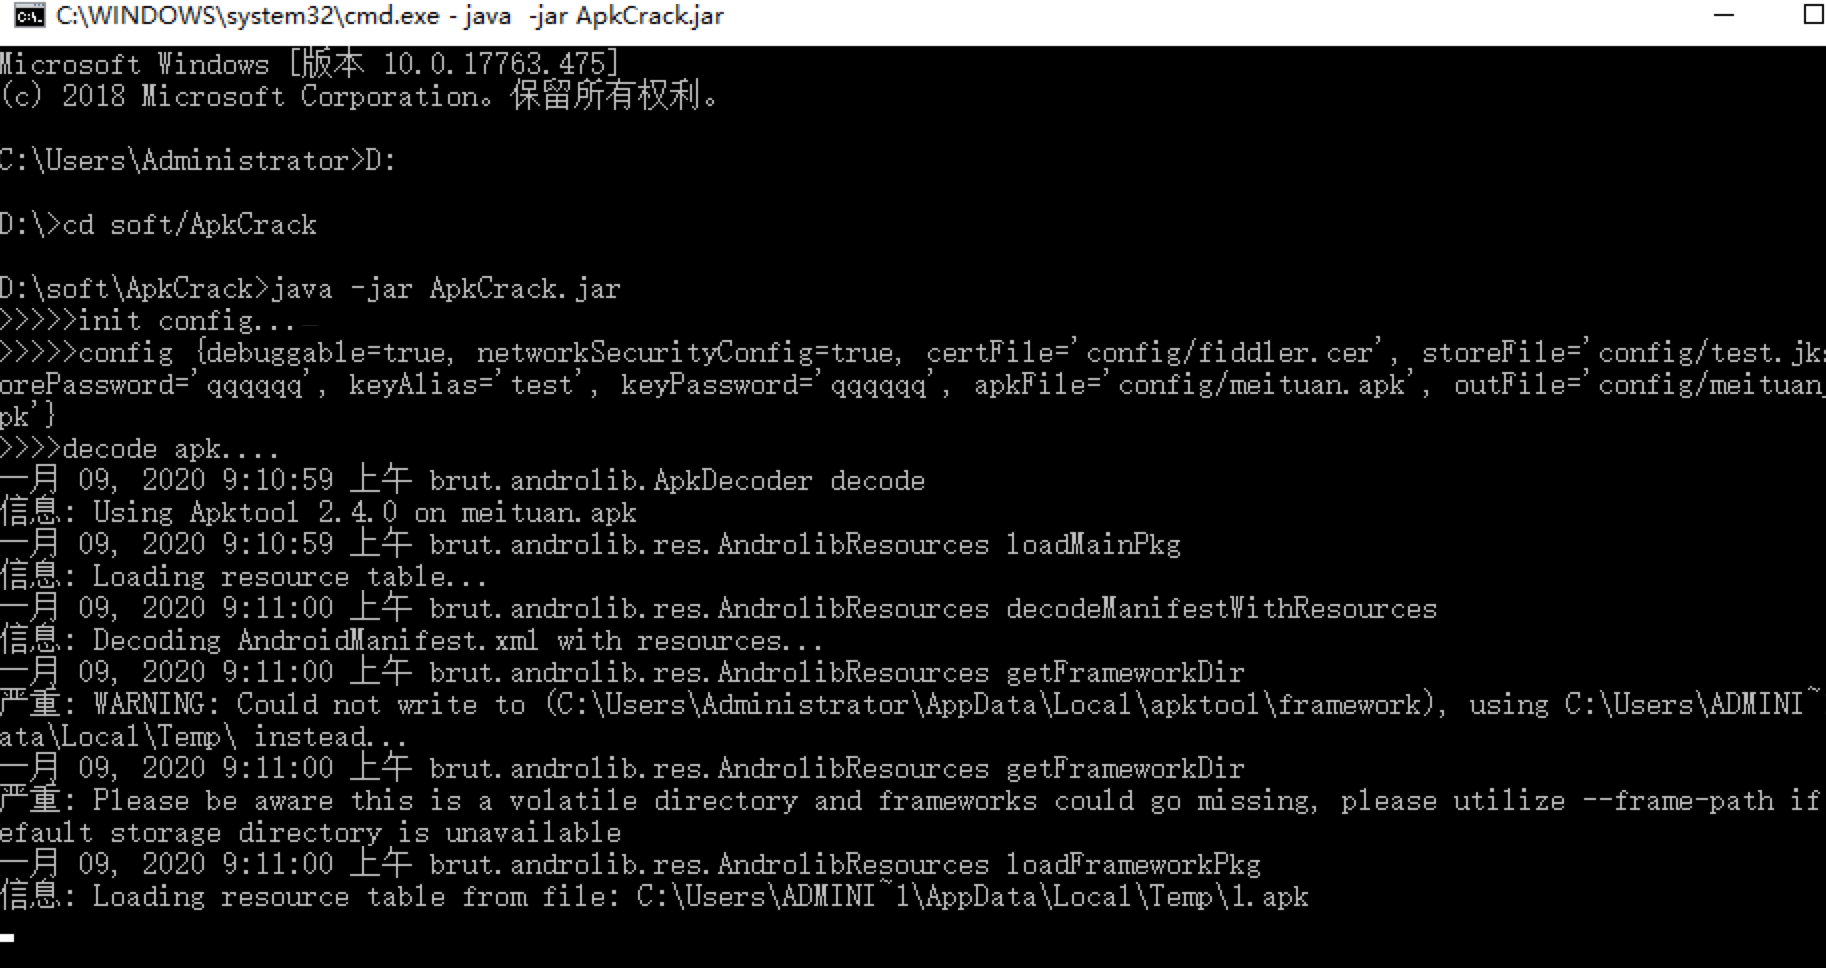 C:\WINDOWS\system32\cmd.exe - java  -jar ApkCrack.jar
Microsoft Windows [版本 10.0.17763.475]
(c) 2018 Microsoft Corporation。保留所有权利。
C:\Users\Administrator>D:
D:\>cd soft/ApkCrack
D:\soft\ApkCrack>java -jar ApkCrack.jar
>>>>>init config...
>>>>>config {debuggable=true, networkSecurityConfig=true, certFile='config/fiddler.cer', storeFile='config/test.jk
orePassword='qqqqqq', keyAlias='test', keyPassword='qqqqqq', apkFile='config/meituan.apk', outFile='config/meituan_
pk'}
>>>>decode apk....
一月 09, 2020 9:10:59 上午 brut.androlib.ApkDecoder decode
信息: Using Apktool 2.4.0 on meituan.apk
一月 09, 2020 9:10:59 上午 brut.androlib.res.AndrolibResources loadMainPkg
信息: Loading resource table...
一月 09, 2020 9:11:00 上午 brut.androlib.res.AndrolibResources decodeManifestWithResources
信息: Decoding AndroidManifest.xml with resources...
一月 09, 2020 9:11:00 上午 brut.androlib.res.AndrolibResources getFrameworkDir
严重: WARNING: Could not write to (C:\Users\Administrator\AppData\Local\apktool\framework), using C:\Users\ADMINI~
ata\Local\Temp\ instead...
一月 09, 2020 9:11:00 上午 brut.androlib.res.AndrolibResources getFrameworkDir
严重: Please be aware this is a volatile directory and frameworks could go missing, please utilize --frame-path if
efault storage directory is unavailable
一月 09, 2020 9:11:00 上午 brut.androlib.res.AndrolibResources loadFrameworkPkg
信息: Loading resource table from file: C:\Users\ADMINI~1\AppData\Local\Temp\1.apk